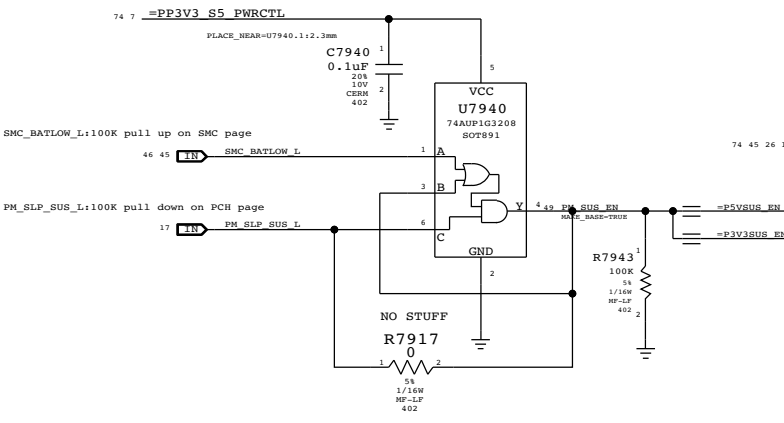 74 7 =PP3V3_S5_PWRCTL
PLACE_NEAR=U7940.1:2.3mm
C7940
0.1uF
20%
10V
CERM
402
1
2
5
VCC
U7940
74AUP1G3208
SOT891
SMC_BATLOW_L:100K pull up on SMC page
46 45 IN SMC_BATLOW_L 1 A
3 B
PM_SLP_SUS_L:100K pull down on PCH page
17 IN PM_SLP_SUS_L 6 C
Y 4 49 PM_SUS_EN
MAKE_BASE=TRUE
GND
2
74 45 26 1
=P5VSUS_EN
=P3V3SUS_EN
R7943
100K
5%
1/16W
MF-LF
402
1
2
NO STUFF
R7917
0
1 2
5%
1/16W
MF-LF
402